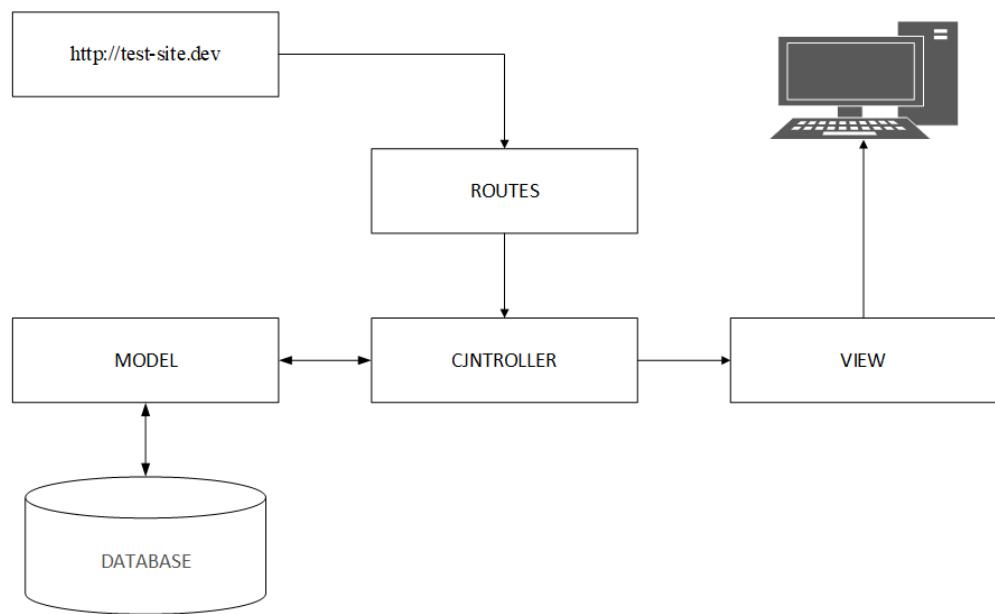 http://test-site.dev
ROUTES
MODEL
CJNTROLLER
VIEW
DATABASE